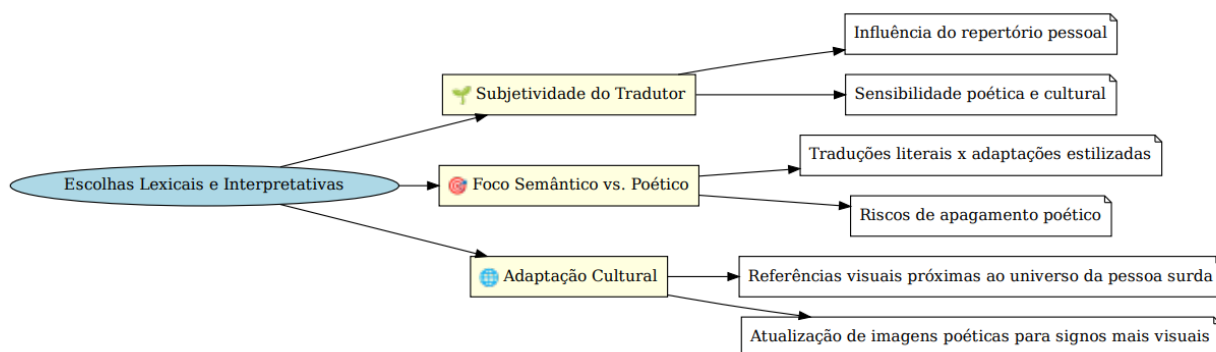 Escolhas Lexicais e Interpretativas
🌱 Subjetividade do Tradutor
Influência do repertório pessoal
Sensibilidade poética e cultural
🎯 Foco Semântico vs. Poético
Traduções literais x adaptações estilizadas
Riscos de apagamento poético
🌐 Adaptação Cultural
Referências visuais próximas ao universo da pessoa surda
Atualização de imagens poéticas para signos mais visuais